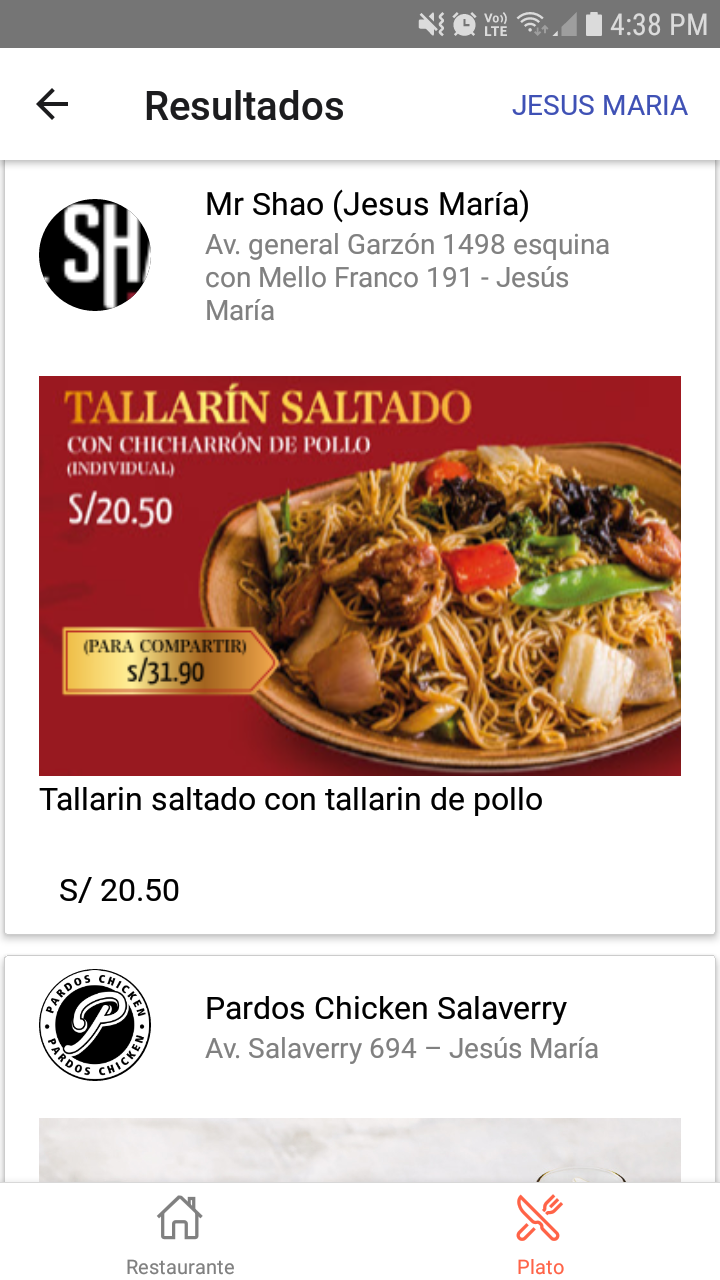 Vo) LTE 4:38 PM
Resultados
JESUS MARIA
SH
Mr Shao (Jesus María)
Av. general Garzón 1498 esquina
con Mello Franco 191 - Jesús
María
TALLARÍN SALTADO
CON CHICHARRÓN DE POLLO
(INDIVIDUAL)
S/20.50
(PARA COMPARTIR)
s/31.90
Tallarin saltado con tallarin de pollo
S/ 20.50
PARDOS CHICKEN
PARDOS CHICKEN
Pardos Chicken Salaverry
Av. Salaverry 694 – Jesús María
Restaurante
Plato